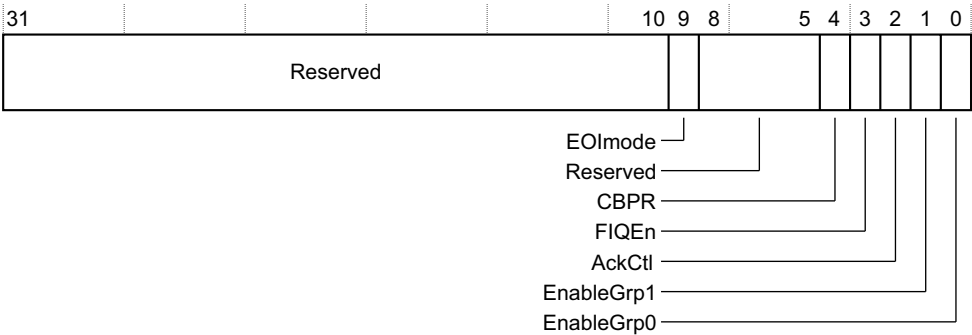 31 10 9 8 5 4 3 2 1 0
Reserved
EOImode
Reserved
CBPR
FIQEn
AckCtl
EnableGrp1
EnableGrp0